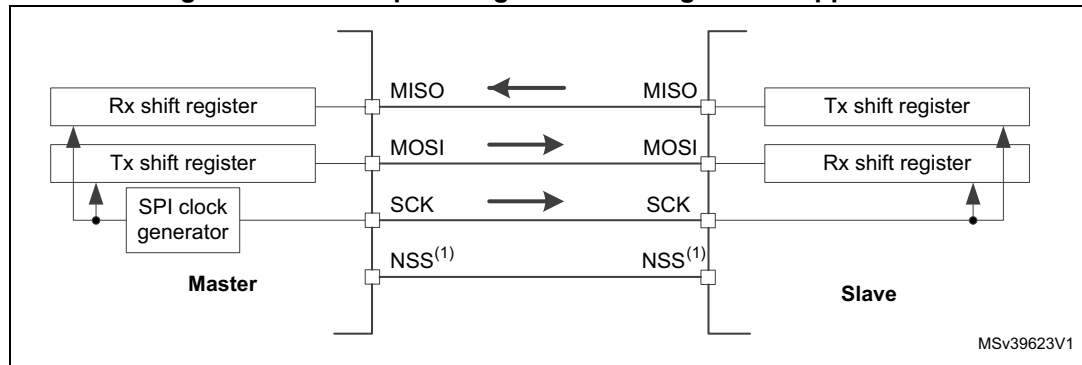 MISO MISO
Rx shift register Tx shift register
MOSI MOSI
Tx shift register Rx shift register
SPI clock
generator
SCK SCK
NSS(1) NSS(1)
Master Slave
MSv39623V1